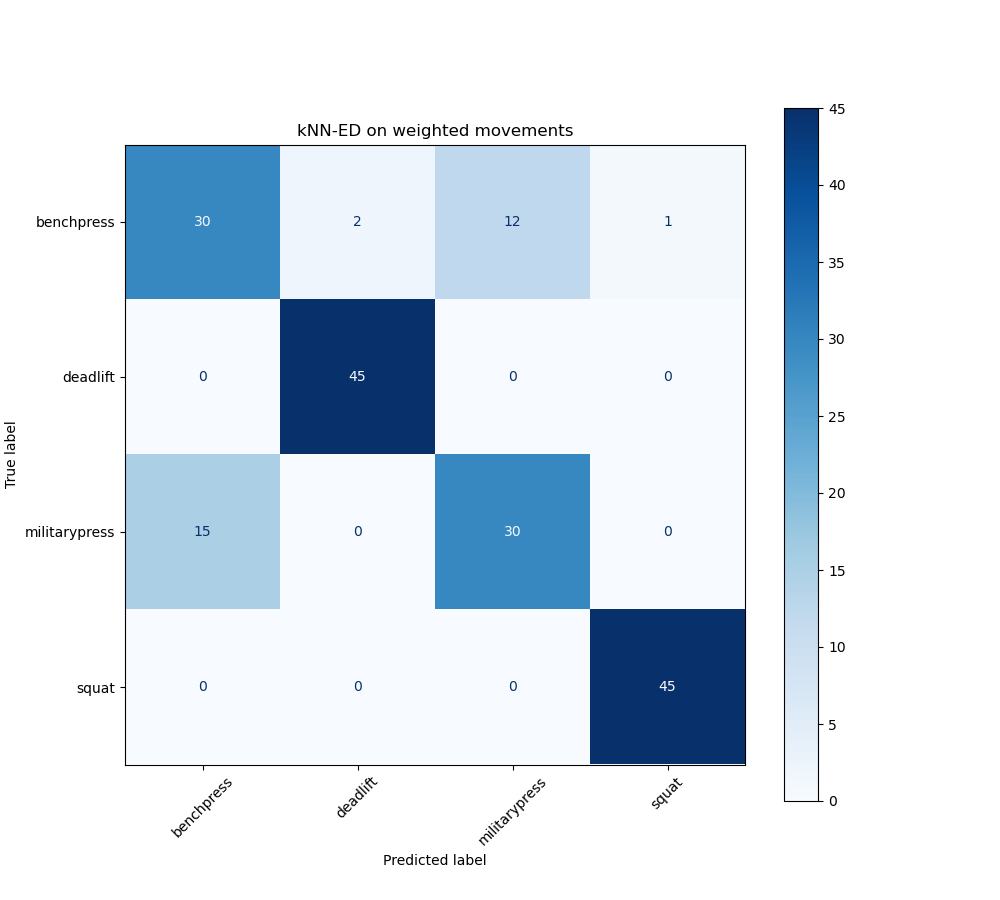 kNN-ED on weighted movements
True label
benchpress 30 2 12 1
deadlift 0 45 0 0
militarypress 15 0 30 0
squat 0 0 0 45
benchpress deadlift militarypress squat
Predicted label
45
40
35
30
25
20
15
10
5
0